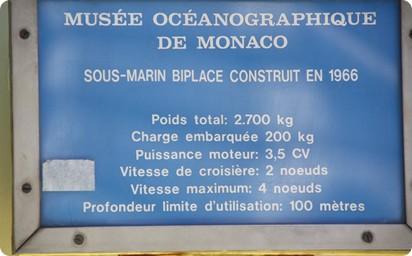 MUSÉE OCÉANOGRAPHIQUE
DE MONACO
SOUS-MARIN BIPLACE CONSTRUIT EN 1966
Poids total: 2.700 kg
Charge embarquée 200 kg
Puissance moteur: 3,5 CV
Vitesse de croisière: 2 noeuds
Vitesse maximum: 4 noeuds
Profondeur limite d'utilisation: 100 mètres